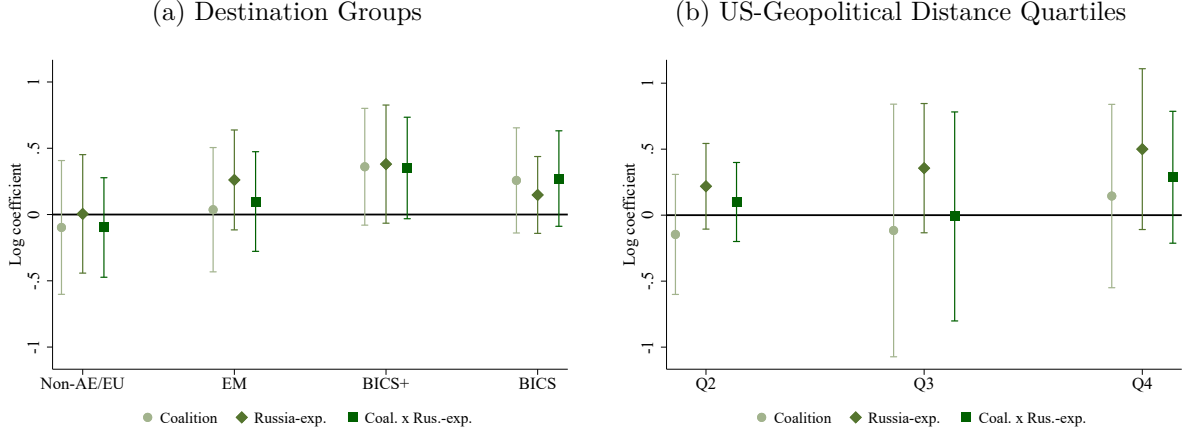 (a) Destination Groups
Log coefficient
1
.5
0
-.5
-1
Non-AE/EU EM BICS+ BICS
Coalition Russia-exp. Coal. x Rus.-exp.
(b) US-Geopolitical Distance Quartiles
Log coefficient
1
.5
0
-.5
-1
Q2 Q3 Q4
Coalition Russia-exp. Coal. x Rus.-exp.